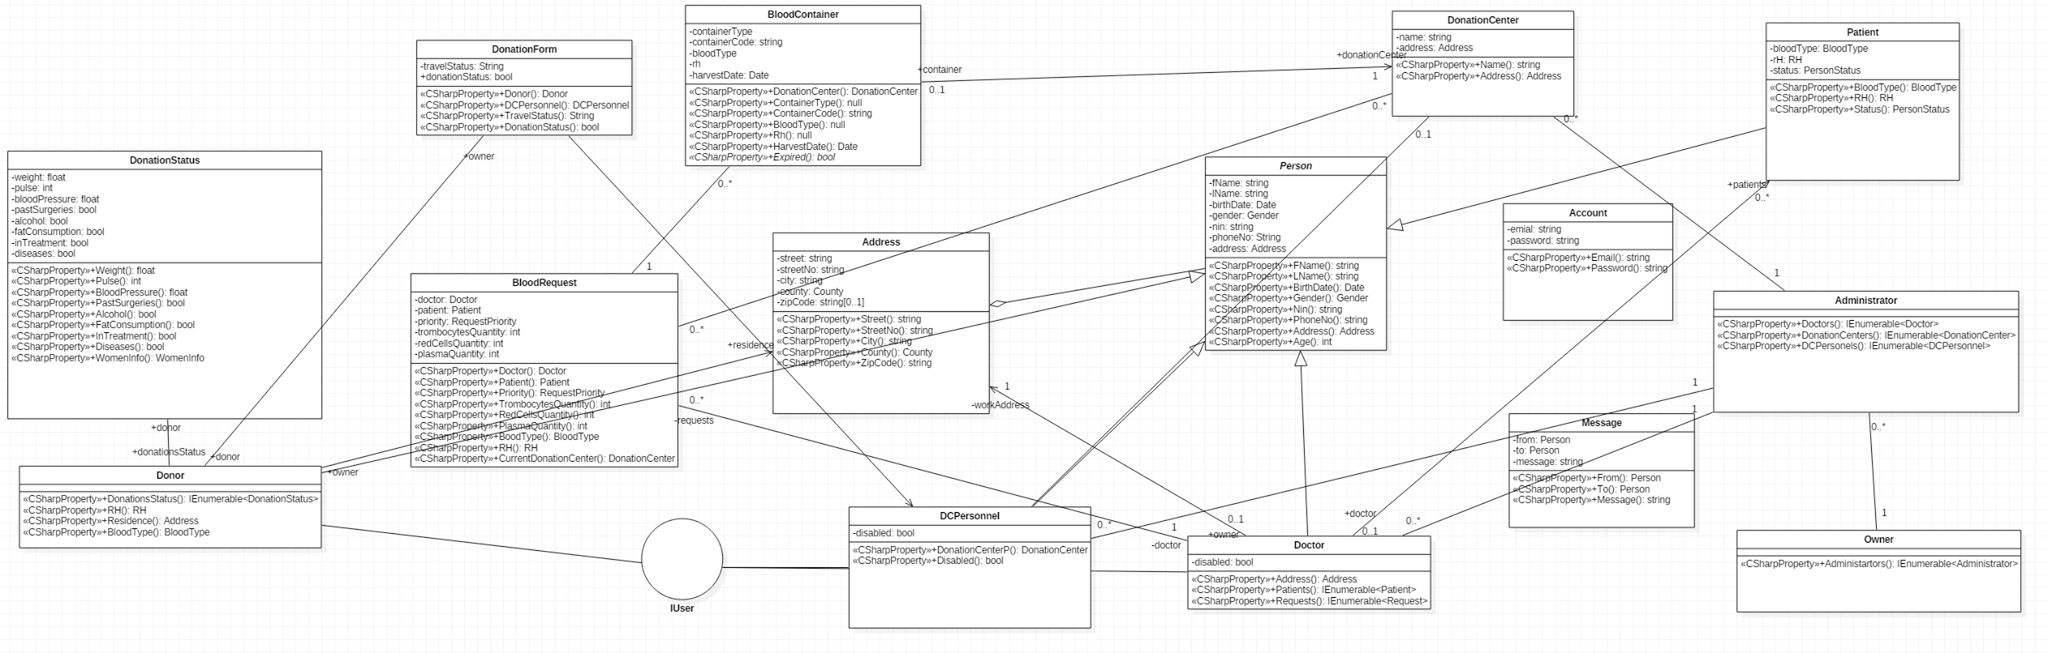 BloodContainer
-containerType
-containerCode: string
-bloodType
-rh
-harvestDate: Date
«CSharpProperty»+DonationCenter(): DonationCenter
«CSharpProperty»+ContainerType(): null
«CSharpProperty»+ContainerCode(): string
«CSharpProperty»+BloodType(): null
«CSharpProperty»+Rh(): null
«CSharpProperty»+HarvestDate(): Date
«CSharpProperty»+Expired(): bool
+container
0..1
0..*
DonationCenter
-name: string
-address: Address
«CSharpProperty»+Name(): string
«CSharpProperty»+Address(): Address
+donationCenter
1
0..*
0..1
0..*
Patient
-bloodType: BloodType
-rH: RH
-status: PersonStatus
«CSharpProperty»+BloodType(): BloodType
«CSharpProperty»+RH(): RH
«CSharpProperty»+Status(): PersonStatus
+patients
0..*
DonationForm
-travelStatus: String
+donationStatus: bool
«CSharpProperty»+Donor(): Donor
«CSharpProperty»+DCPersonnel(): DCPersonnel
«CSharpProperty»+TravelStatus(): String
«CSharpProperty»+DonationStatus(): bool
+owner
DonationStatus
-weight: float
-pulse: int
-bloodPressure: float
-pastSurgeries: bool
-alcohol: bool
-fatConsumption: bool
-inTreatment: bool
-diseases: bool
«CSharpProperty»+Weight(): float
«CSharpProperty»+Pulse(): int
«CSharpProperty»+BloodPressure(): float
«CSharpProperty»+PastSurgeries(): bool
«CSharpProperty»+Alcohol(): bool
«CSharpProperty»+FatConsumption(): bool
«CSharpProperty»+InTreatment(): bool
«CSharpProperty»+Diseases(): bool
«CSharpProperty»+WomenInfo(): WomenInfo
+donor
+donationsStatus
+donor
Person
-fName: string
-lName: string
-birthDate: Date
-gender: Gender
-nin: string
-phoneNo: String
-address: Address
«CSharpProperty»+FName(): string
«CSharpProperty»+LName(): string
«CSharpProperty»+BirthDate(): Date
«CSharpProperty»+Gender(): Gender
«CSharpProperty»+Nin(): string
«CSharpProperty»+PhoneNo(): string
«CSharpProperty»+Address(): Address
«CSharpProperty»+Age(): int
Account
-emial: string
-password: string
«CSharpProperty»+Email(): string
«CSharpProperty»+Password(): string
Address
-street: string
-streetNo: string
-city: string
-county: County
-zipCode: string[0..1]
«CSharpProperty»+Street(): string
«CSharpProperty»+StreetNo(): string
«CSharpProperty»+City(): string
«CSharpProperty»+County(): County
«CSharpProperty»+ZipCode(): string
+residence
1
-workAddress
1
BloodRequest
-doctor: Doctor
-patient: Patient
-priority: RequestPriority
-trombocytesQuantity: int
-redCellsQuantity: int
-plasmaQuantity: int
«CSharpProperty»+Doctor(): Doctor
«CSharpProperty»+Patient(): Patient
«CSharpProperty»+Priority(): RequestPriority
«CSharpProperty»+TrombocytesQuantity(): int
«CSharpProperty»+RedCellsQuantity(): int
«CSharpProperty»+PlasmaQuantity(): int
«CSharpProperty»+BoodType(): BloodType
«CSharpProperty»+RH(): RH
«CSharpProperty»+CurrentDonationCenter(): DonationCenter
0..*
0..*
-requests
1
Administrator
«CSharpProperty»+Doctors(): IEnumerable<Doctor>
«CSharpProperty»+DonationCenters(): IEnumerable<DonationCenter>
«CSharpProperty»+DCPersonels(): IEnumerable<DCPersonnel>
1
1
0..*
Message
-from: Person
-to: Person
-message: string
«CSharpProperty»+From(): Person
«CSharpProperty»+To(): Person
«CSharpProperty»+Message(): string
Donor
+owner
«CSharpProperty»+DonationsStatus(): IEnumerable<DonationStatus>
«CSharpProperty»+RH(): RH
«CSharpProperty»+Residence(): Address
«CSharpProperty»+BloodType(): BloodType
IUser
DCPersonnel
-disabled: bool
«CSharpProperty»+DonationCenterP(): DonationCenter
«CSharpProperty»+Disabled(): bool
0..*
1
-doctor
0..1
+owner
+doctor
0..1
0..*
Doctor
-disabled: bool
«CSharpProperty»+Address(): Address
«CSharpProperty»+Patients(): IEnumerable<Patient>
«CSharpProperty»+Requests(): IEnumerable<Request>
1
Owner
«CSharpProperty»+Administartors(): IEnumerable<Administrator>